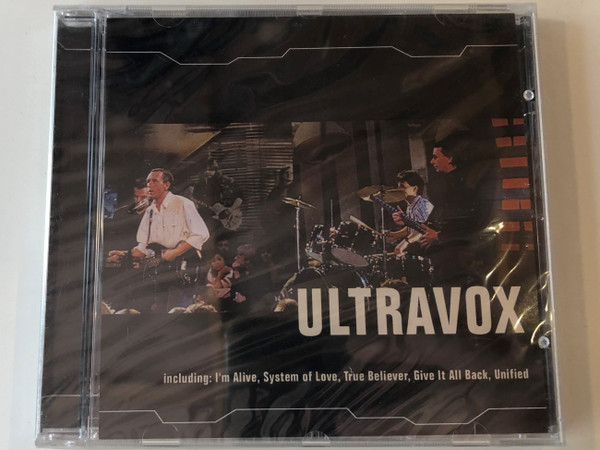 ULTRAVOX
including: I'm Alive, System of Love, True Believer, Give It All Back, Unified